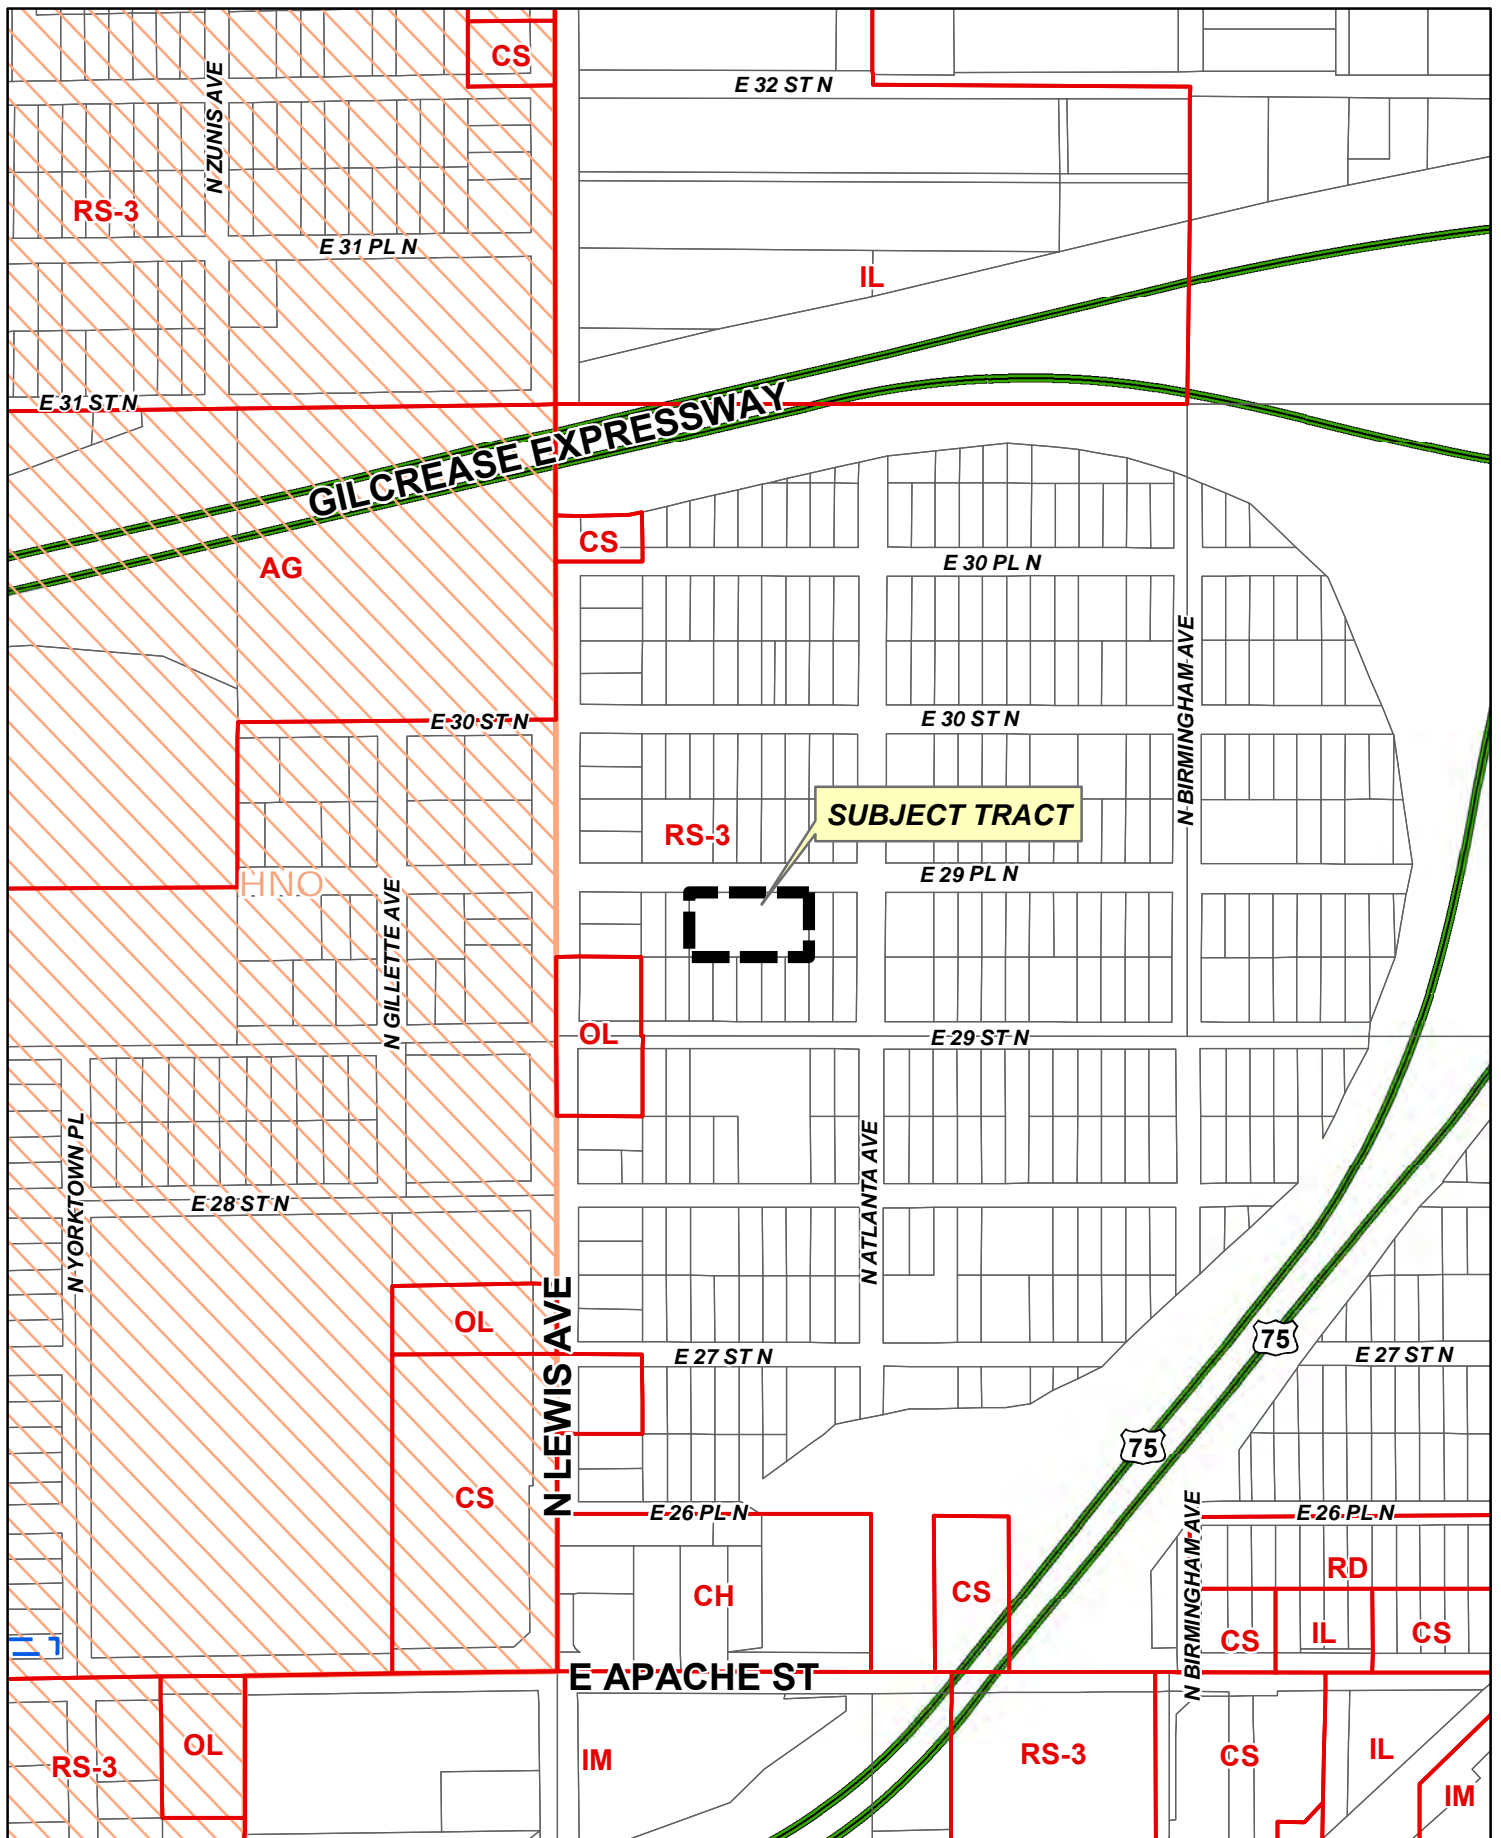 CS
E 32 ST N
N ZUNIS AVE
RS-3
E 31 PL N
IL
E 31 ST N
GILCREASE EXPRESSWAY
CS
AG
E 30 PL N
N BIRMINGHAM AVE
E 30 ST N
E 30 ST N
SUBJECT TRACT
RS-3
E 29 PL N
HNO
N GILLETTE AVE
OL
E 29 ST N
N YORKTOWN PL
N ATLANTA AVE
E 28 ST N
OL
N LEWIS AVE
75
E 27 ST N
E 27 ST N
75
CS
E 26 PL N
E 26 PL N
N BIRMINGHAM AVE
RD
CH
CS
CS
IL
CS
E APACHE ST
OL
RS-3
IM
RS-3
CS
IL
IM